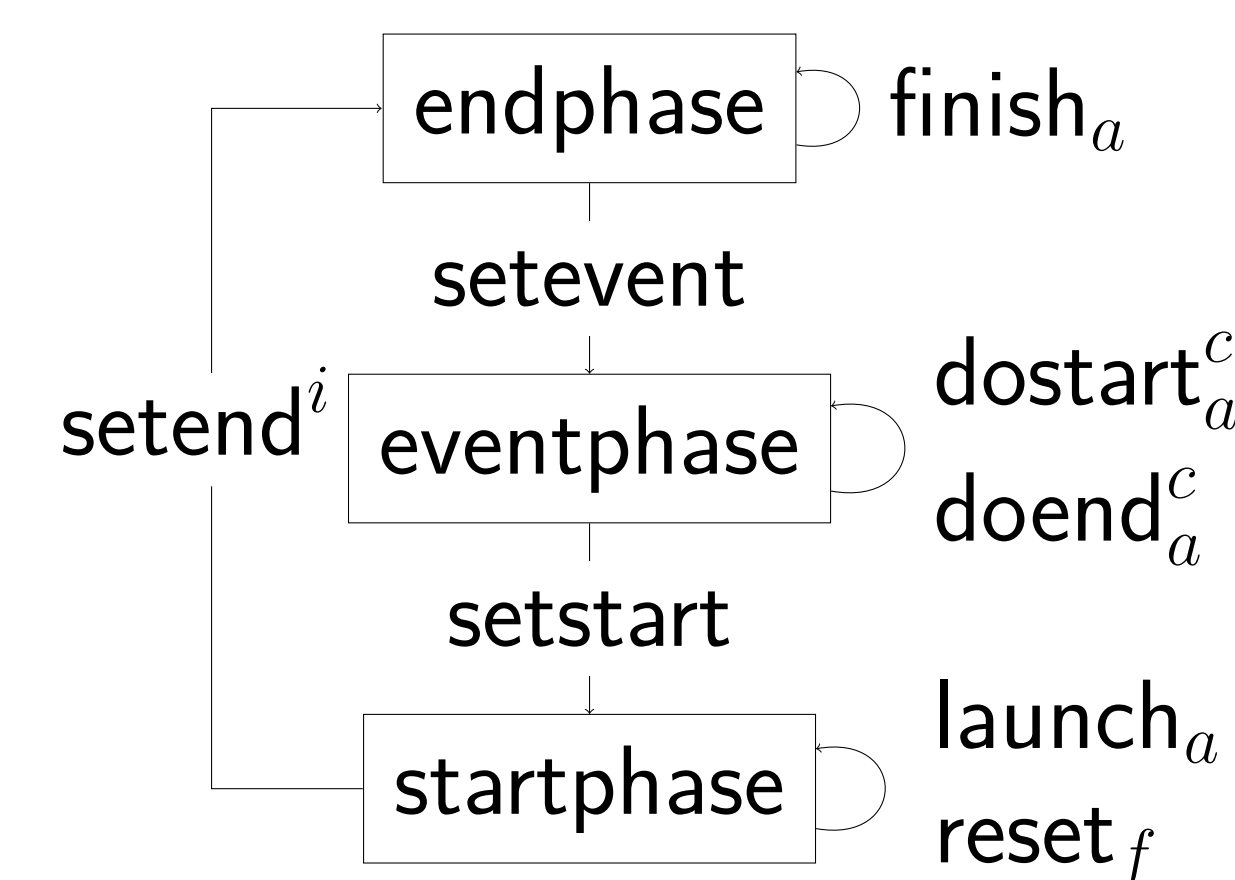 endphase
finish_a
setevent
setend^i
eventphase
dostart_a^c
doend_a^c
setstart
startphase
launch_a
reset_f